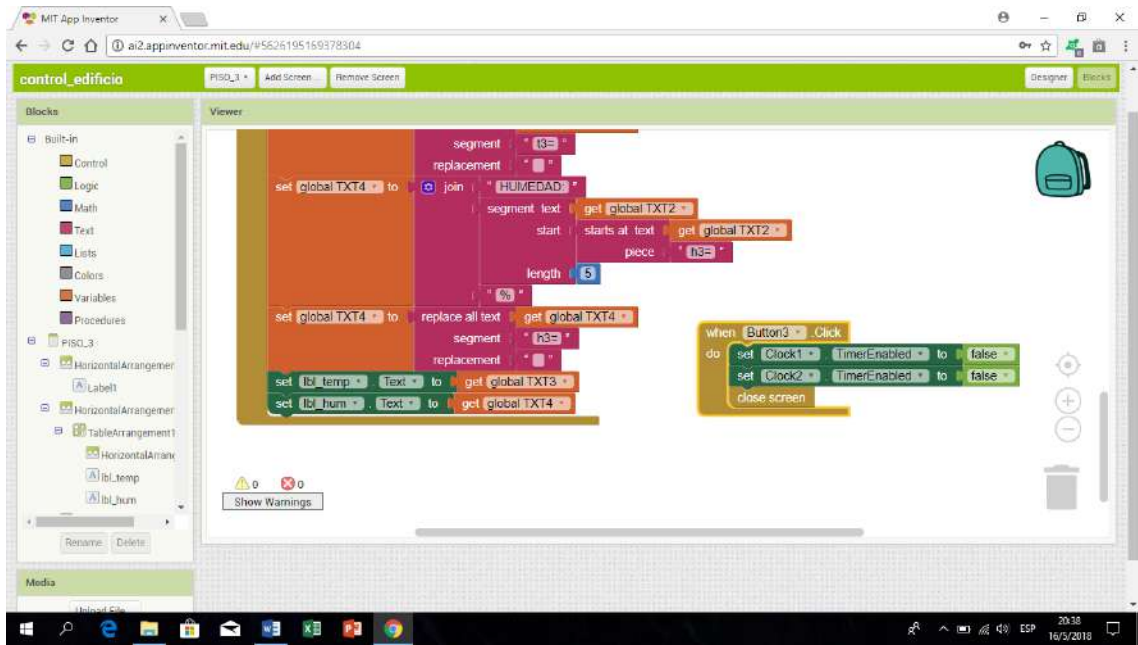 MIT App Inventor
ai2.appinventor.mit.edu/#5626195169378304
control_edificio
PISO_3
Add Screen ...
Remove Screen
Designer
Blocks
Blocks
Viewer
Built-in
Control
Logic
Math
Text
Lists
Colors
Variables
Procedures
PISO_3
HorizontalArrangemer
Label1
HorizontalArrangemer
TableArrangement1
HorizontalArrang
lbl_temp
lbl_hum
Rename Delete
Media
Upload File ...
segment " t3= "
replacement " "
set global TXT4 to join " HUMEDAD: "
segment text get global TXT2
start starts at text get global TXT2
piece " h3= "
length 5
" % "
set global TXT4 to replace all text get global TXT4
segment " h3= "
replacement " "
set lbl_temp . Text to get global TXT3
set lbl_hum . Text to get global TXT4
when Button3 .Click
do set Clock1 . TimerEnabled to false
set Clock2 . TimerEnabled to false
close screen
0 0
Show Warnings
ESP
20:38
16/5/2018